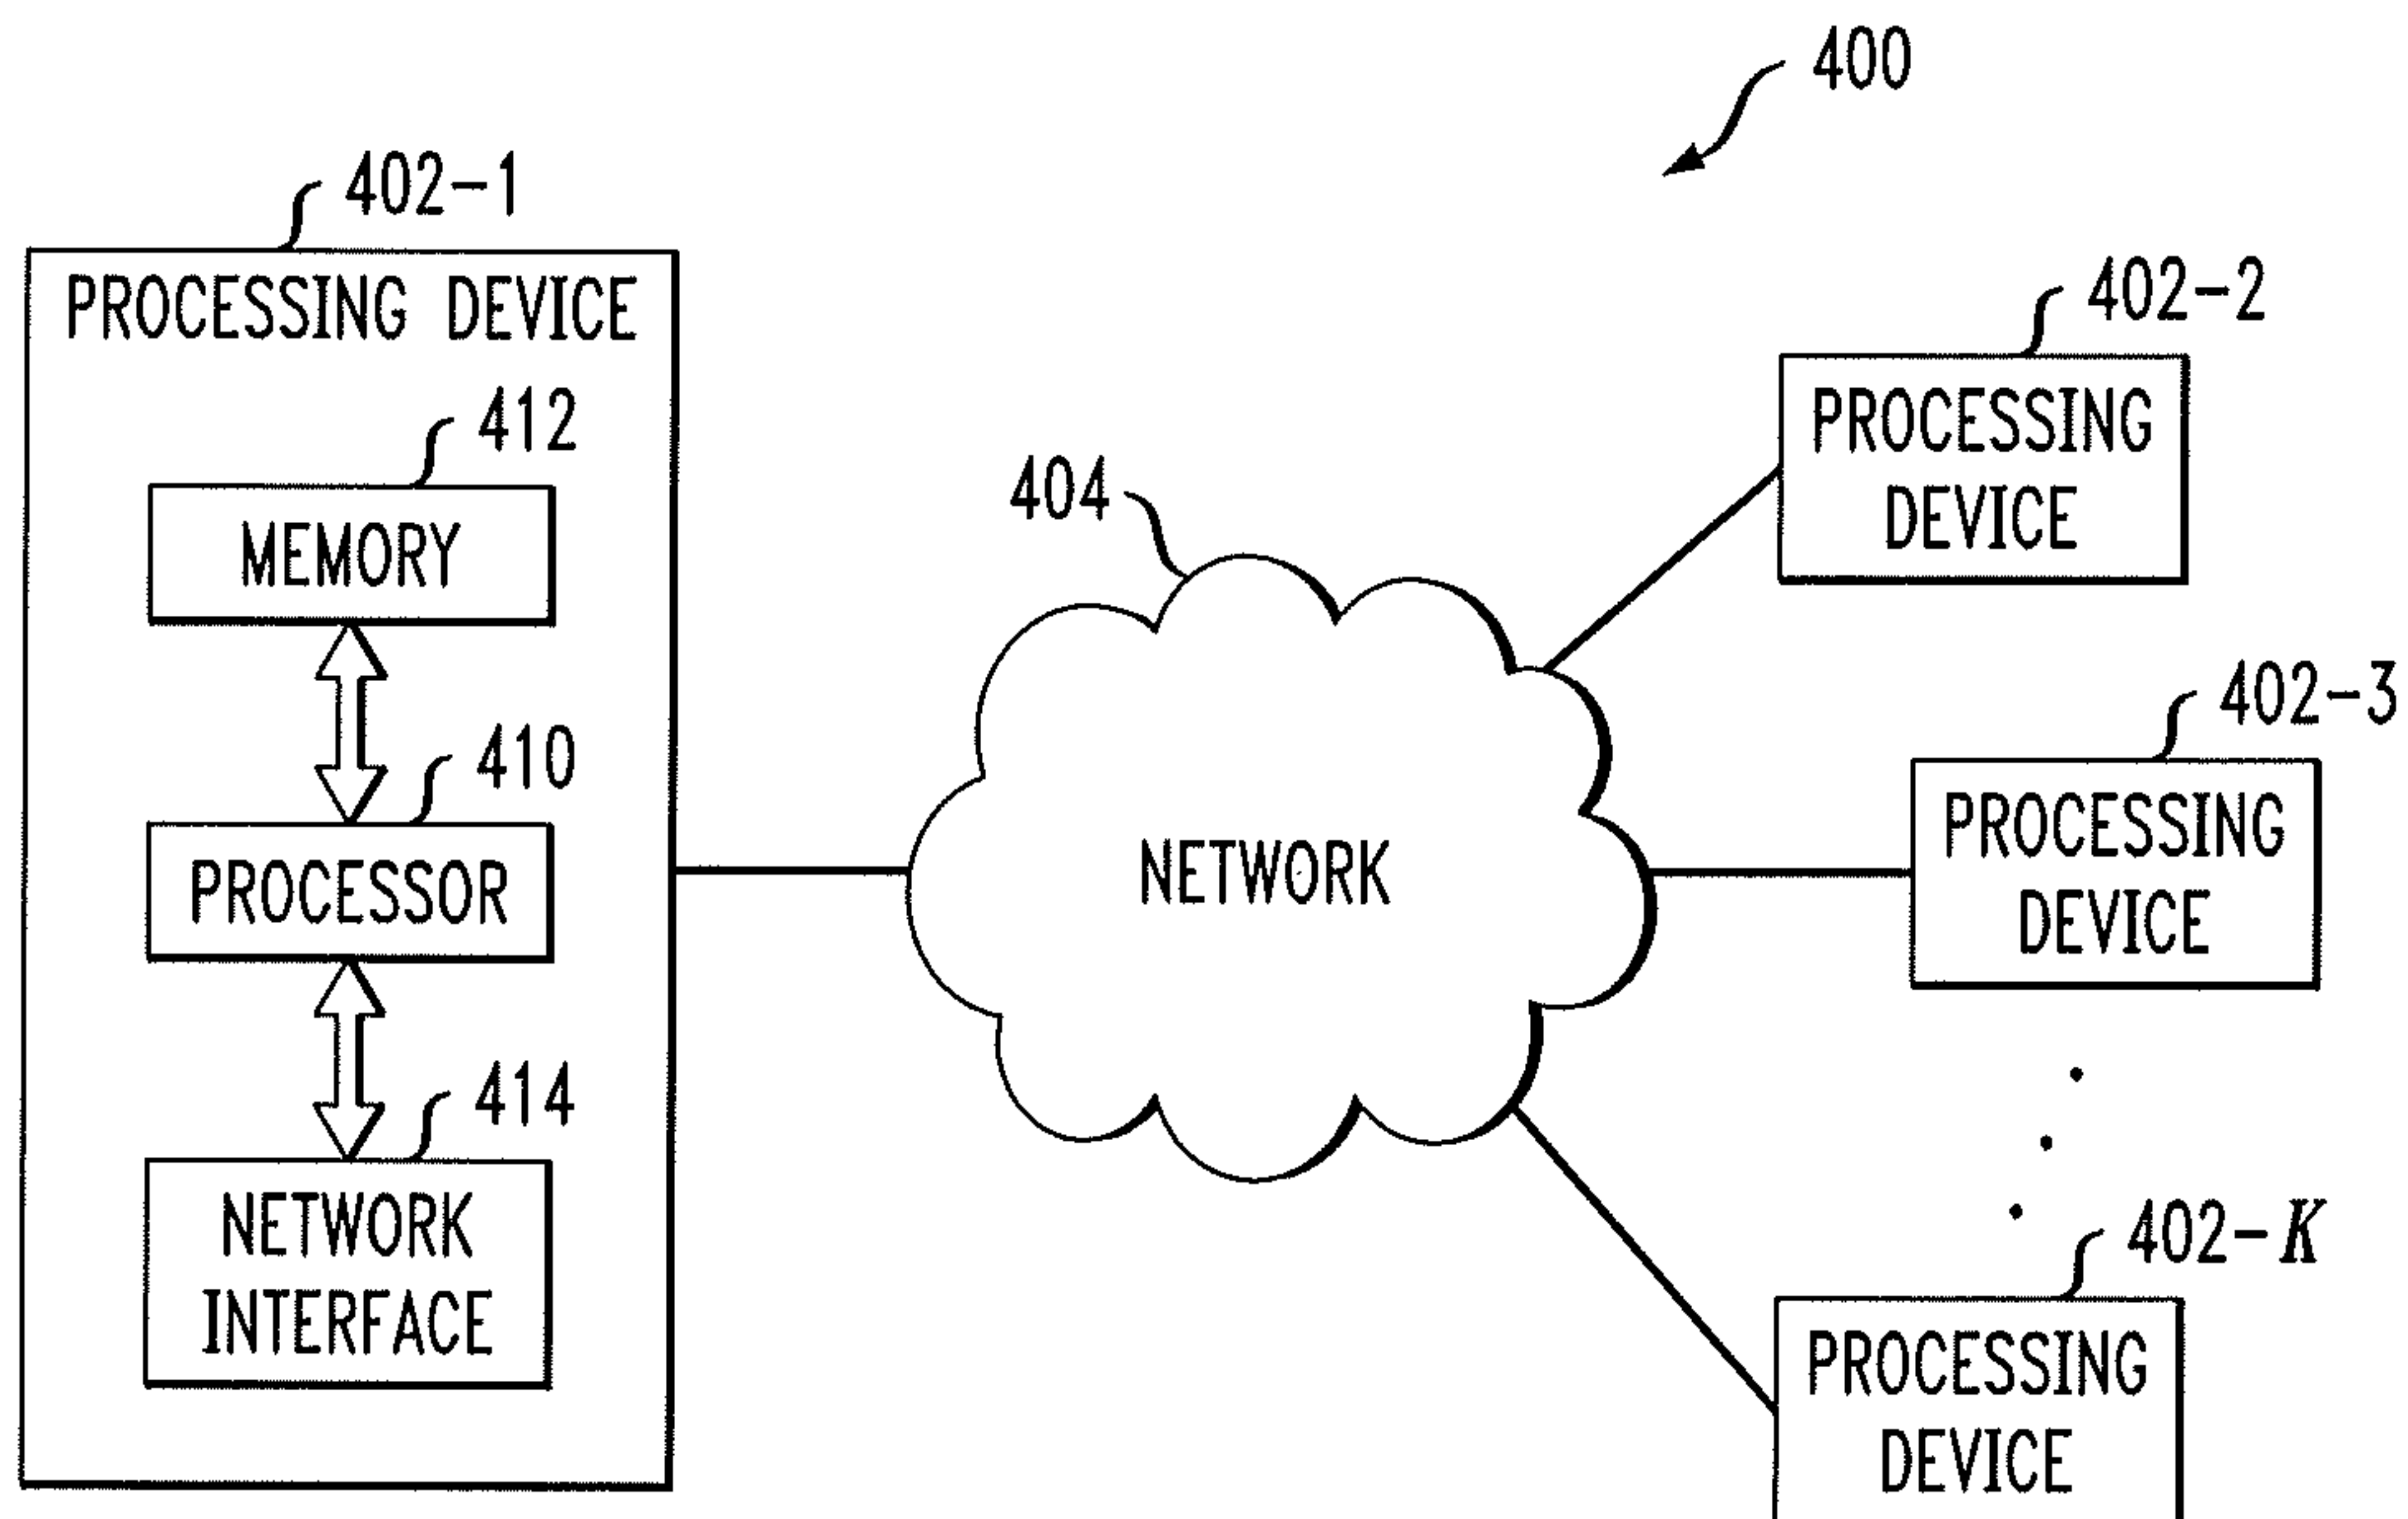 400
402-1
PROCESSING DEVICE
412
MEMORY
410
PROCESSOR
414
NETWORK
INTERFACE
404
NETWORK
402-2
PROCESSING
DEVICE
402-3
PROCESSING
DEVICE
402-K
PROCESSING
DEVICE